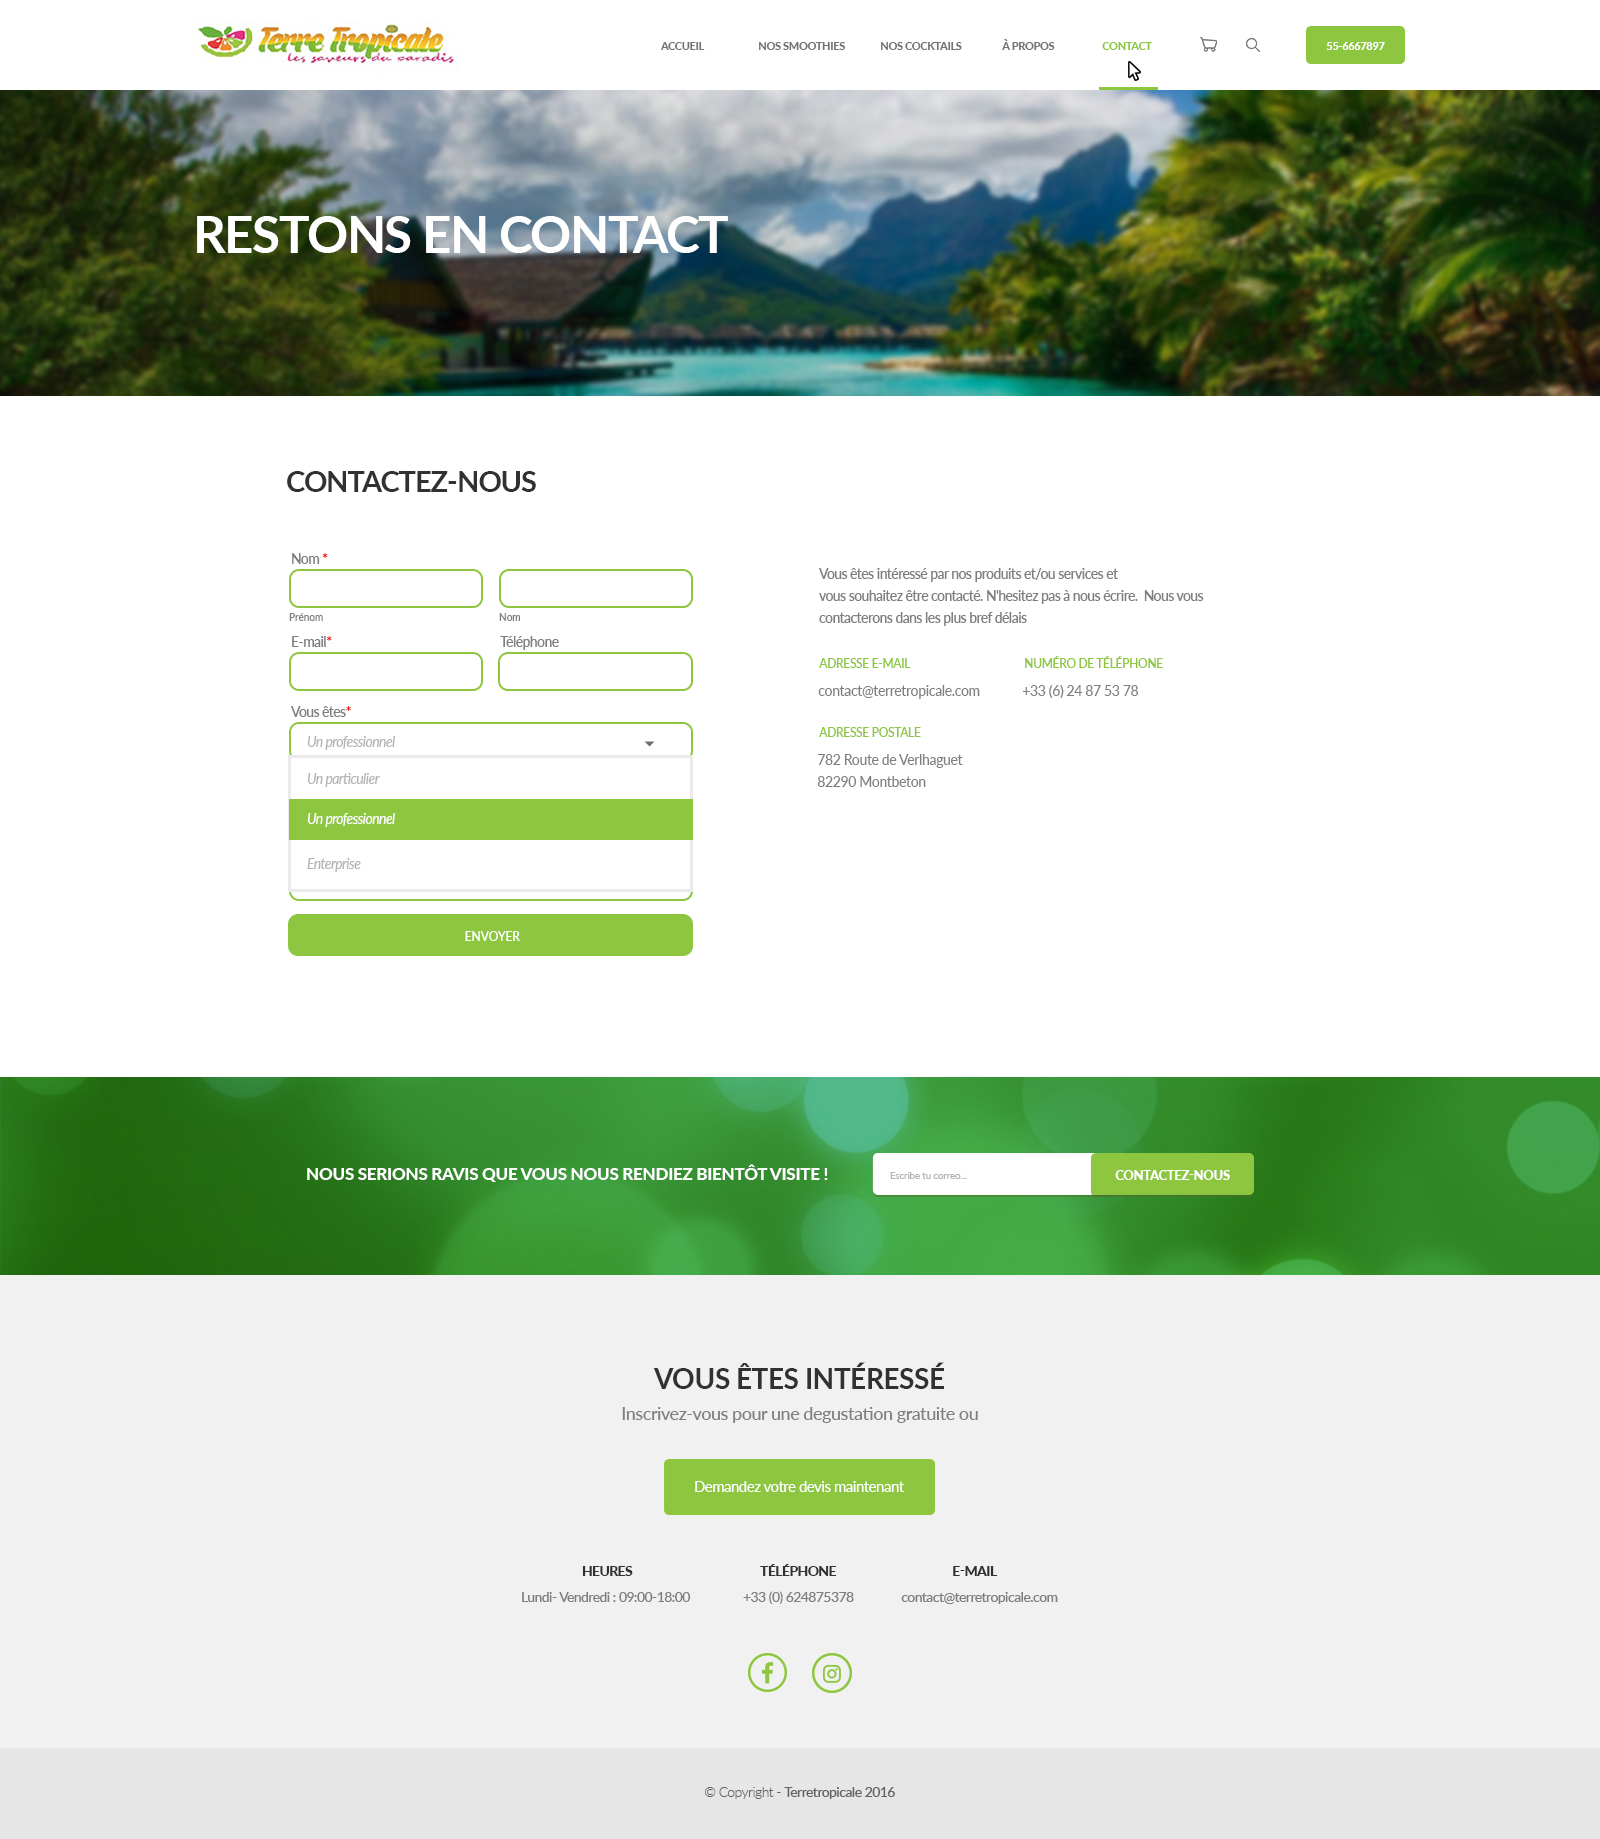 Terre Tropicale
les saveurs du paradis
ACCUEIL
NOS SMOOTHIES
NOS COCKTAILS
À PROPOS
CONTACT
55-6667897
RESTONS EN CONTACT
CONTACTEZ-NOUS
Nom *
Prénom
Nom
E-mail*
Téléphone
Vous êtes*
Un professionnel
Un particulier
Un professionnel
Enterprise
ENVOYER
Vous êtes intéressé par nos produits et/ou services et
vous souhaitez être contacté. N'hesitez pas à nous écrire. Nous vous
contacterons dans les plus bref délais
ADRESSE E-MAIL
NUMÉRO DE TÉLÉPHONE
contact@terretropicale.com
+33 (6) 24 87 53 78
ADRESSE POSTALE
782 Route de Verlhaguet
82290 Montbeton
NOUS SERIONS RAVIS QUE VOUS NOUS RENDIEZ BIENTÔT VISITE !
Escribe tu correo...
CONTACTEZ-NOUS
VOUS ÊTES INTÉRESSÉ
Inscrivez-vous pour une degustation gratuite ou
Demandez votre devis maintenant
HEURES
TÉLÉPHONE
E-MAIL
Lundi- Vendredi : 09:00-18:00
+33 (0) 624875378
contact@terretropicale.com
© Copyright - Terretropicale 2016